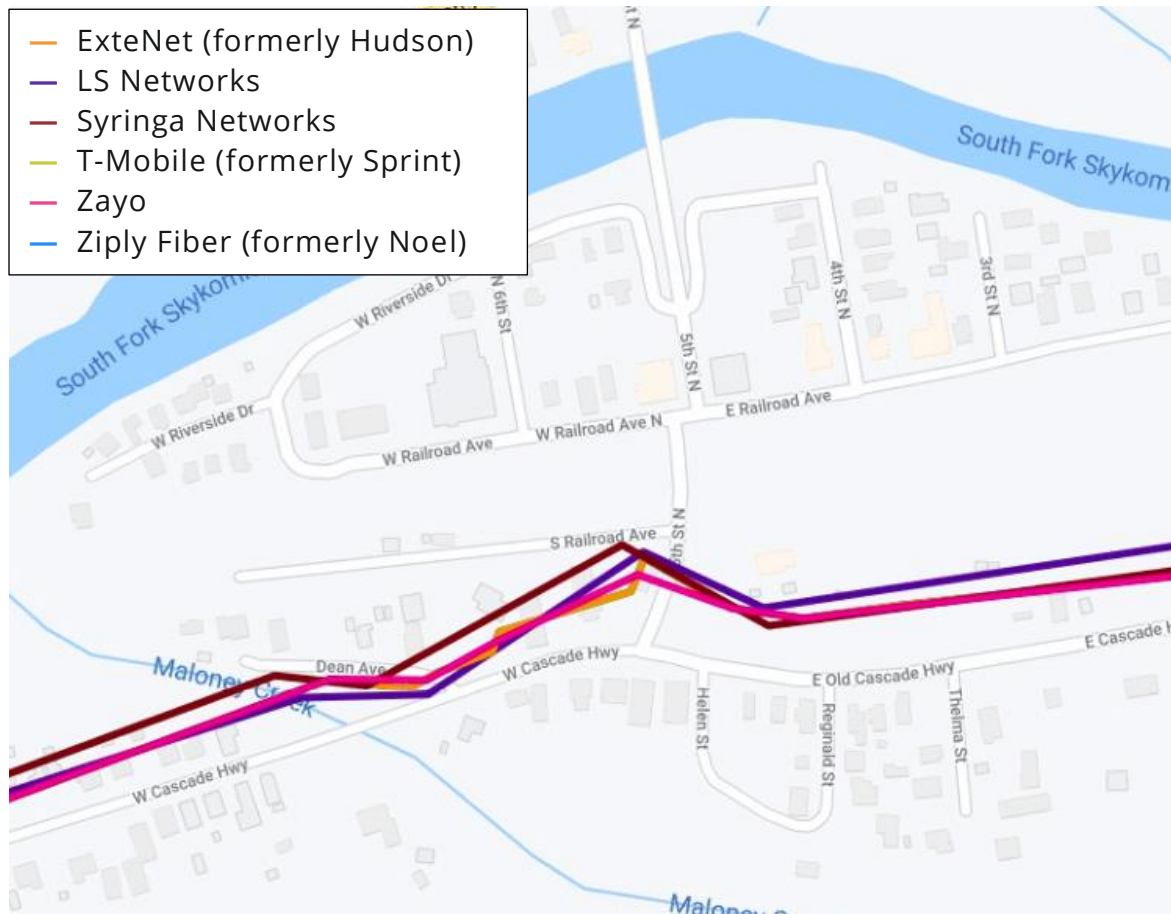 ExteNet (formerly Hudson)
LS Networks
Syringa Networks
T-Mobile (formerly Sprint)
Zayo
Ziply Fiber (formerly Noel)
South Fork Skykom
South Fork Skykom
W Riverside Dr
N 6th St
4th St N
3rd St N
5th St N
W Riverside Dr
E Railroad Ave
W Railroad Ave N
W Railroad Ave
S Railroad Ave
5th St N
Dean Ave
W Cascade Hwy
E Cascade H
E Old Cascade Hwy
Maloney Creek
Helen St
Reginald St
Thelma St
W Cascade Hwy
Maloney C